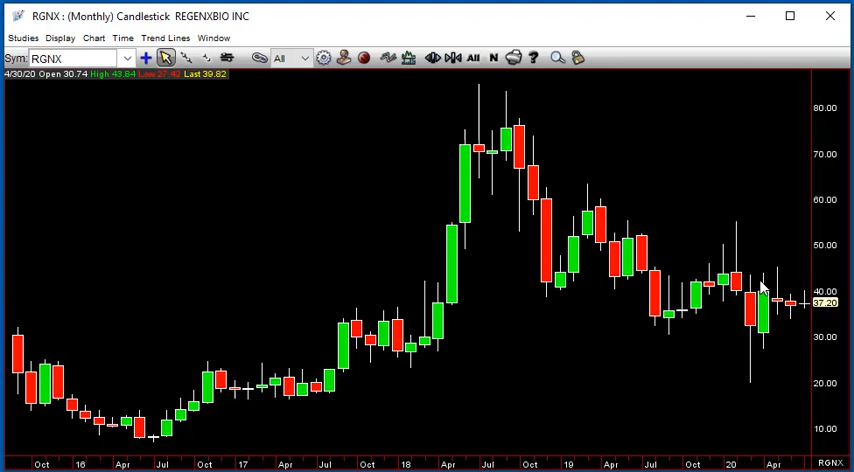 RGNX : (Monthly) Candlestick REGENXBIO INC
Studies Display Chart Time Trend Lines Window
Sym: RGNX All All N ?
4/30/20 Open 30.74 High 43.84 Low 27.42 Last 39.82
80.00
70.00
60.00
50.00
40.00
37.20
30.00
20.00
10.00
Oct 16 Apr Jul Oct 17 Apr Jul Oct 18 Apr Jul Oct 19 Apr Jul Oct 20 Apr RGNX